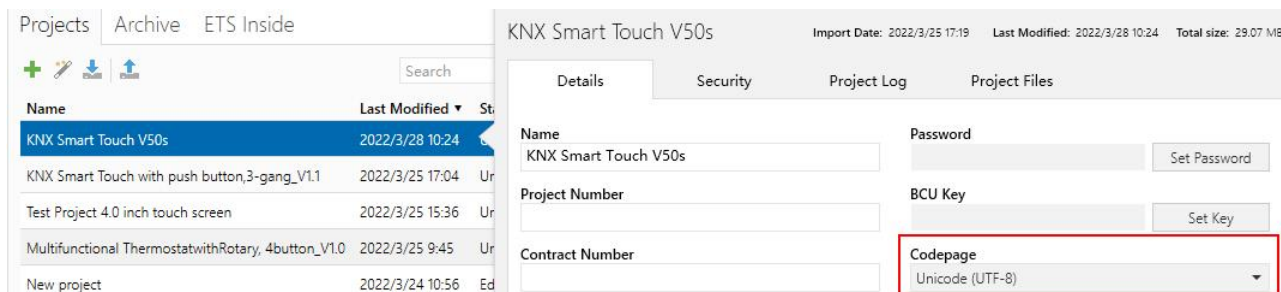 Projects Archive ETS Inside
Search
Name Last Modified
KNX Smart Touch V50s 2022/3/28 10:24
KNX Smart Touch with push button,3-gang_V1.1 2022/3/25 17:04
Test Project 4.0 inch touch screen 2022/3/25 15:36
Multifunctional ThermostatwithRotary, 4button_V1.0 2022/3/25 9:45
New project 2022/3/24 10:56
KNX Smart Touch V50s Import Date: 2022/3/25 17:19 Last Modified: 2022/3/28 10:24 Total size: 29.07 MB
Details Security Project Log Project Files
Name
KNX Smart Touch V50s
Password
Set Password
Project Number
BCU Key
Set Key
Contract Number
Codepage
Unicode (UTF-8)